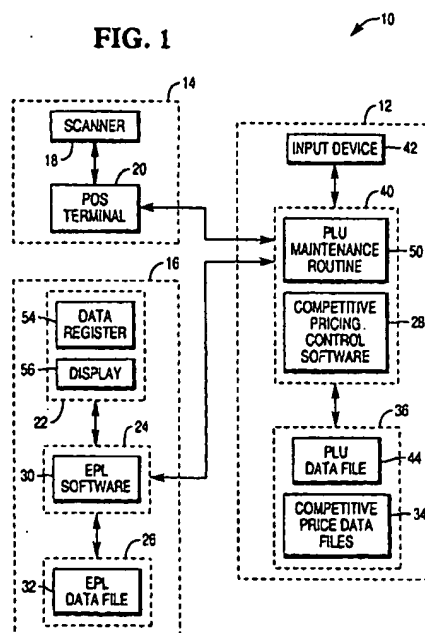 FIG. 1
10
14
SCANNER
18
20
POS
TERMINAL
12
INPUT DEVICE
42
40
PLU
MAINTENANCE
ROUTINE
50
COMPETITIVE
PRICING
CONTROL
SOFTWARE
28
36
PLU
DATA FILE
44
COMPETITIVE
PRICE DATA
FILES
34
16
54
DATA
REGISTER
56
DISPLAY
22
24
30
EPL
SOFTWARE
26
32
EPL
DATA FILE